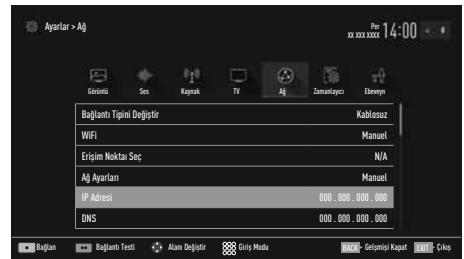 Ayarlar > Ağ
Per
xx xxx xxxx 14:00
Görüntü Ses Kaynak TV Ağ Zamanlayıcı Ebeveyn
Bağlantı Tipini Değiştir Kablosuz
WiFi Manuel
Erişim Noktaı Seç N/A
Ağ Ayarları Manuel
IP Adresi 000 . 000 . 000 . 000
DNS 000 . 000 . 000 . 000
Bağlan Bağlantı Testi Alanı Değiştir Giriş Modu BACK - Gelşmişi Kapat EXIT - Çıkış